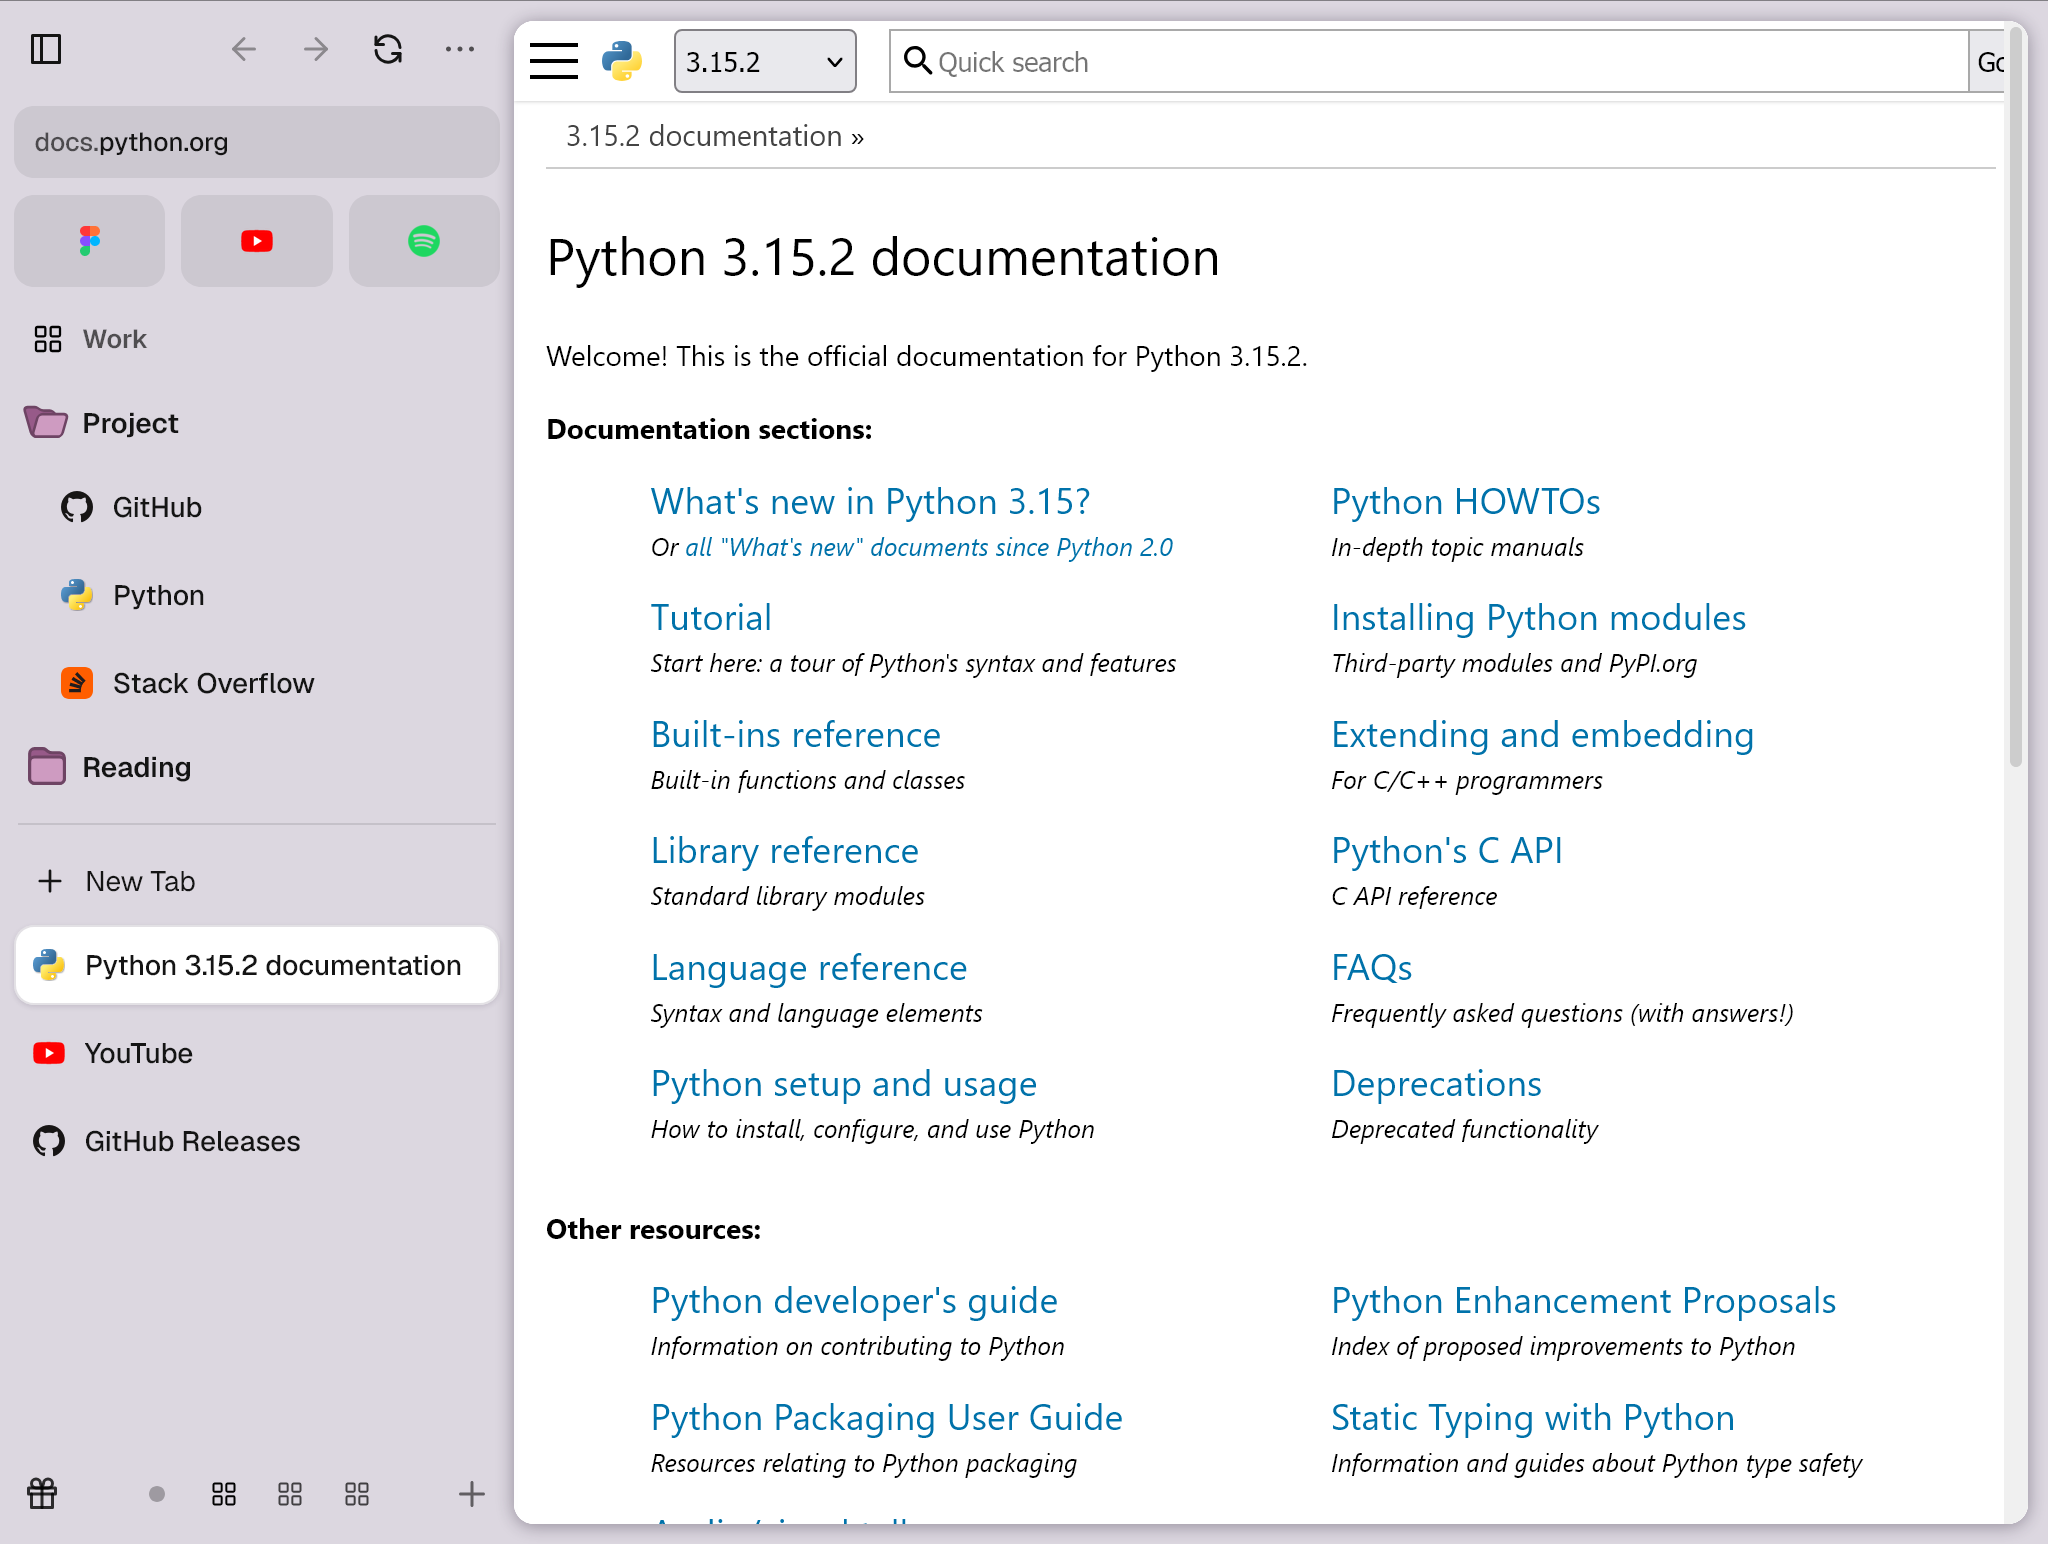 docs.python.org
Work
Project
GitHub
Python
Stack Overflow
Reading
New Tab
Python 3.15.2 documentation
YouTube
GitHub Releases
3.15.2
Quick search
3.15.2 documentation »
Python 3.15.2 documentation
Welcome! This is the official documentation for Python 3.15.2.
Documentation sections:
What's new in Python 3.15?
Or all "What's new" documents since Python 2.0
Tutorial
Start here: a tour of Python's syntax and features
Built-ins reference
Built-in functions and classes
Library reference
Standard library modules
Language reference
Syntax and language elements
Python setup and usage
How to install, configure, and use Python
Python HOWTOs
In-depth topic manuals
Installing Python modules
Third-party modules and PyPI.org
Extending and embedding
For C/C++ programmers
Python's C API
C API reference
FAQs
Frequently asked questions (with answers!)
Deprecations
Deprecated functionality
Other resources:
Python developer's guide
Information on contributing to Python
Python Packaging User Guide
Resources relating to Python packaging
Python Enhancement Proposals
Index of proposed improvements to Python
Static Typing with Python
Information and guides about Python type safety